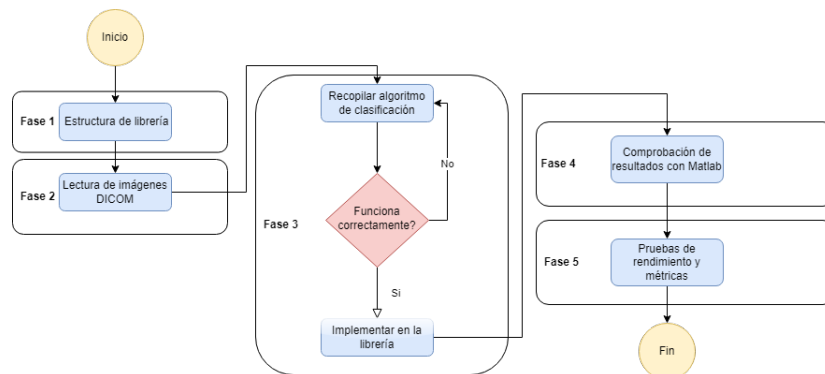 Inicio
Fase 1
Estructura de librería
Fase 2
Lectura de imágenes
DICOM
Fase 3
Recopilar algoritmo
de clasificación
No
Funciona
correctamente?
Si
Implementar en la
librería
Fase 4
Comprobación de
resultados con Matlab
Fase 5
Pruebas de
rendimiento y
métricas
Fin